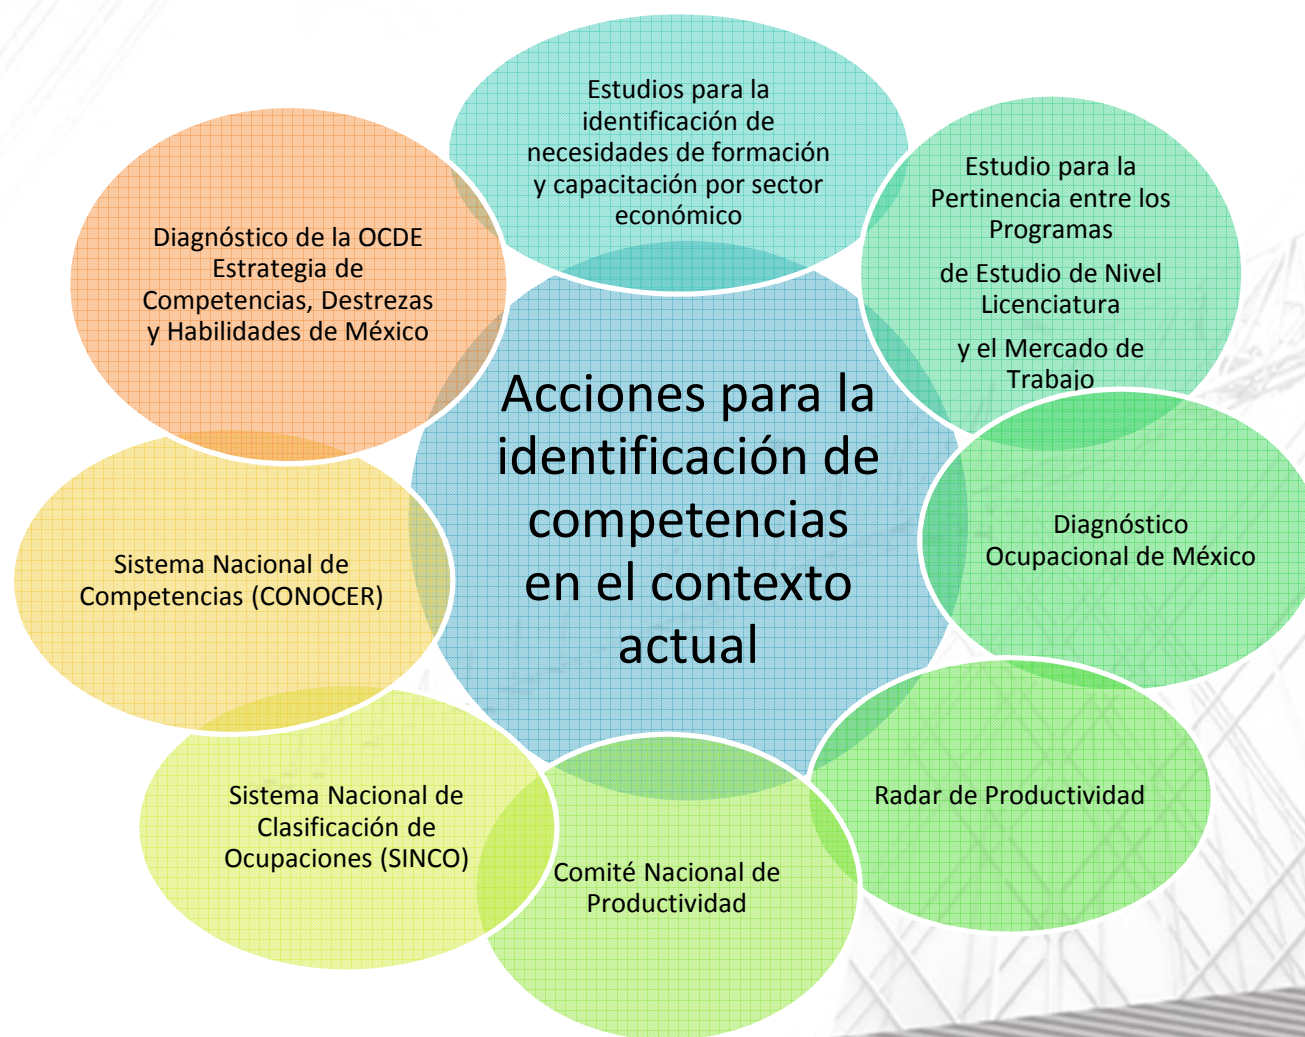 Estudios para la
identificación de
necesidades de formación
y capacitación por sector
económico
Estudio para la
Pertinencia entre los
Programas
de Estudio de Nivel
Licenciatura
y el Mercado de
Trabajo
Diagnóstico
Ocupacional de México
Radar de Productividad
Comité Nacional de
Productividad
Sistema Nacional de
Clasificación de
Ocupaciones (SINCO)
Sistema Nacional de
Competencias (CONOCER)
Diagnóstico de la OCDE
Estrategia de
Competencias, Destrezas
y Habilidades de México
Acciones para la
identificación de
competencias
en el contexto
actual